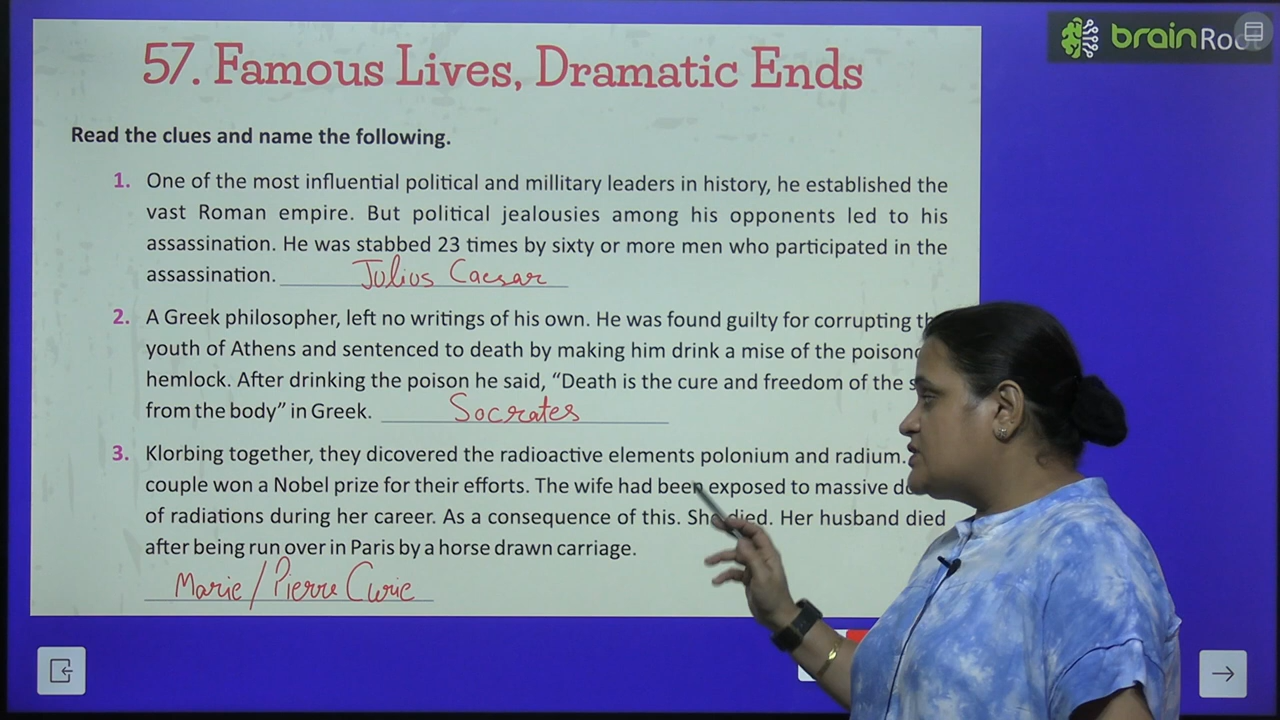 brainRoo
57. Famous Lives, Dramatic Ends
Read the clues and name the following.
1. One of the most influential political and millitary leaders in history, he established the
vast Roman empire. But political jealousies among his opponents led to his
assassination. He was stabbed 23 times by sixty or more men who participated in the
assassination. Julius Caesar
2. A Greek philosopher, left no writings of his own. He was found guilty for corrupting
youth of Athens and sentenced to death by making him drink a mise of the
hemlock. After drinking the poison he said, “Death is the cure and freedom of the
from the body” in Greek. Socrates
3. Klorbing together, they dicovered the radioactive elements polonium and radium.
couple won a Nobel prize for their efforts. The wife had been exposed to massive
of radiations during her career. As a consequence of this. She died. Her husband died
after being run over in Paris by a horse drawn carriage.
Marie/Pierre Curie